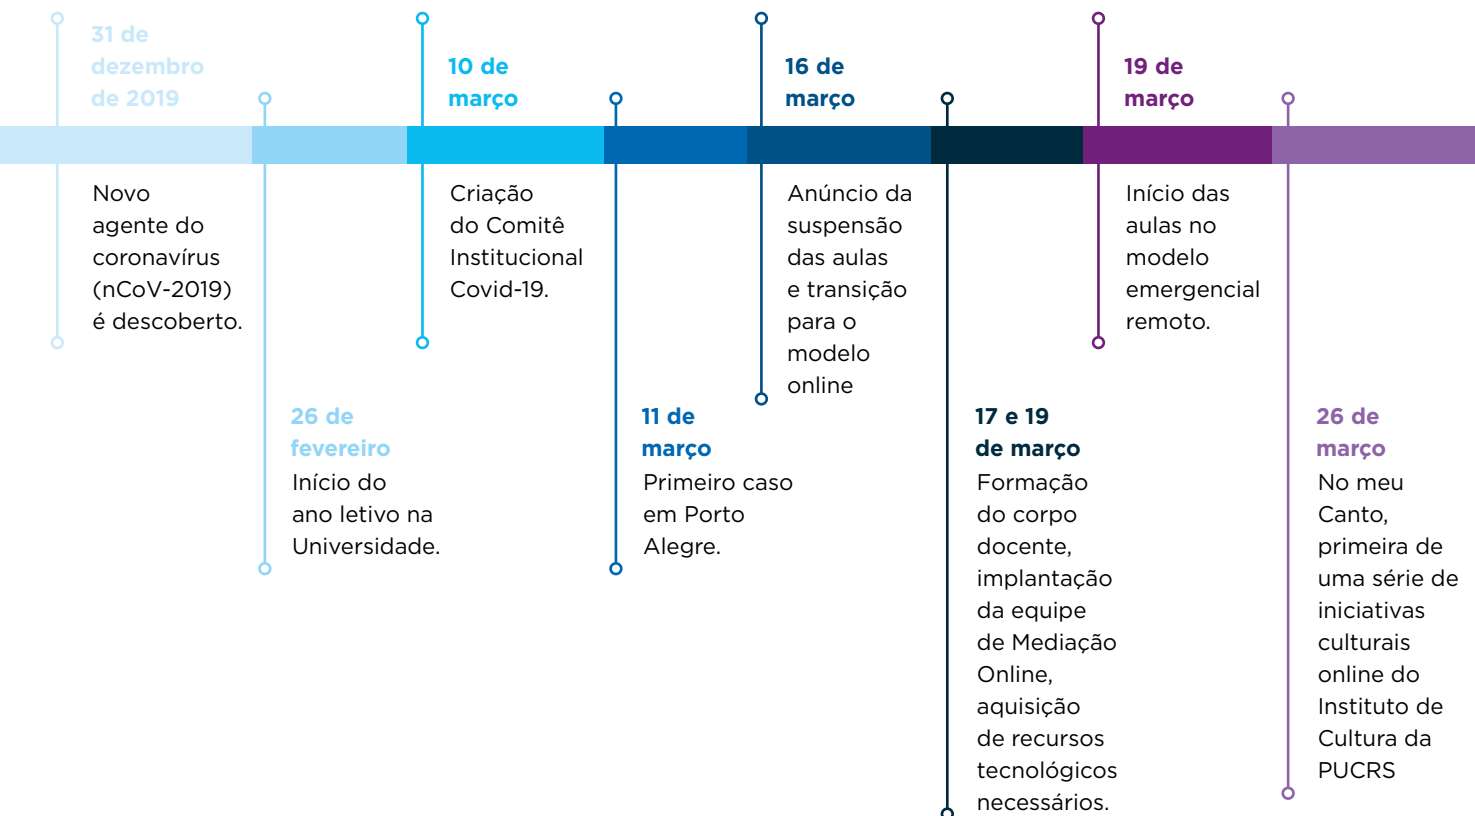 31 de
dezembro
de 2019
Novo
agente do
coronavírus
(nCoV-2019)
é descoberto.
26 de
fevereiro
Início do
ano letivo na
Universidade.
10 de
março
Criação
do Comitê
Institucional
Covid-19.
11 de
março
Primeiro caso
em Porto
Alegre.
16 de
março
Anúncio da
suspensão
das aulas
e transição
para o
modelo
online
17 e 19
de março
Formação
do corpo
docente,
implantação
da equipe
de Mediação
Online,
aquisição
de recursos
tecnológicos
necessários.
19 de
março
Início das
aulas no
modelo
emergencial
remoto.
26 de
março
No meu
Canto,
primeira de
uma série de
iniciativas
culturais
online do
Instituto de
Cultura da
PUCRS